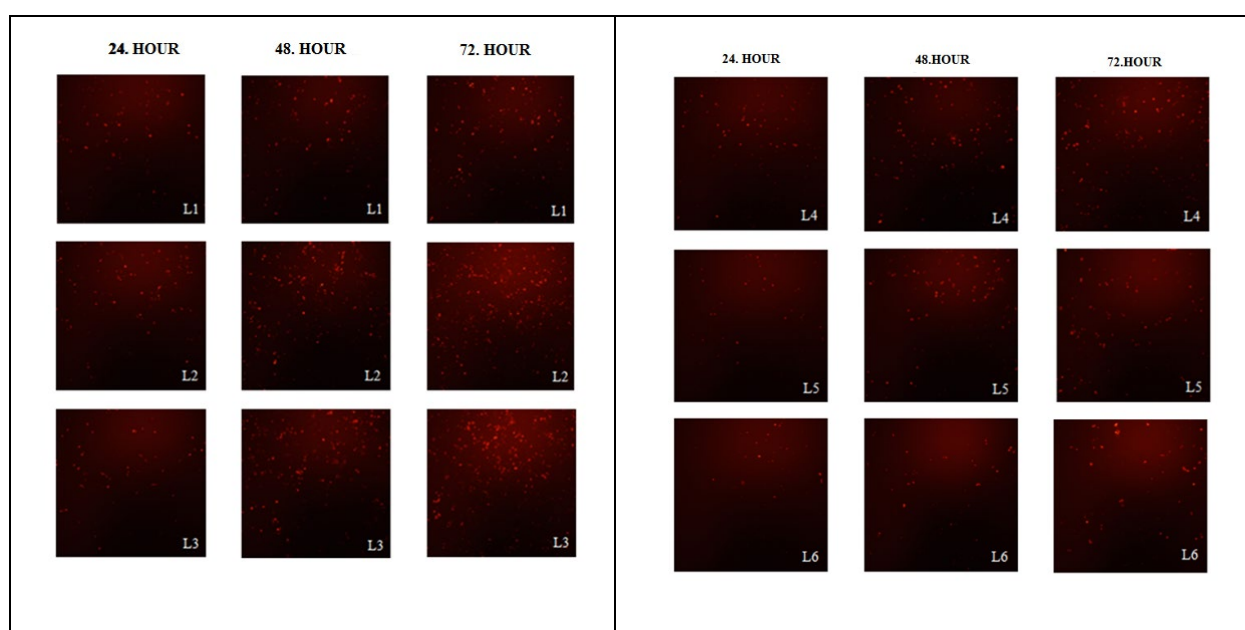 24. HOUR 48. HOUR 72. HOUR
L1 L1 L1
L2 L2 L2
L3 L3 L3
24. HOUR 48.HOUR 72.HOUR
L4 L4 L4
L5 L5 L5
L6 L6 L6